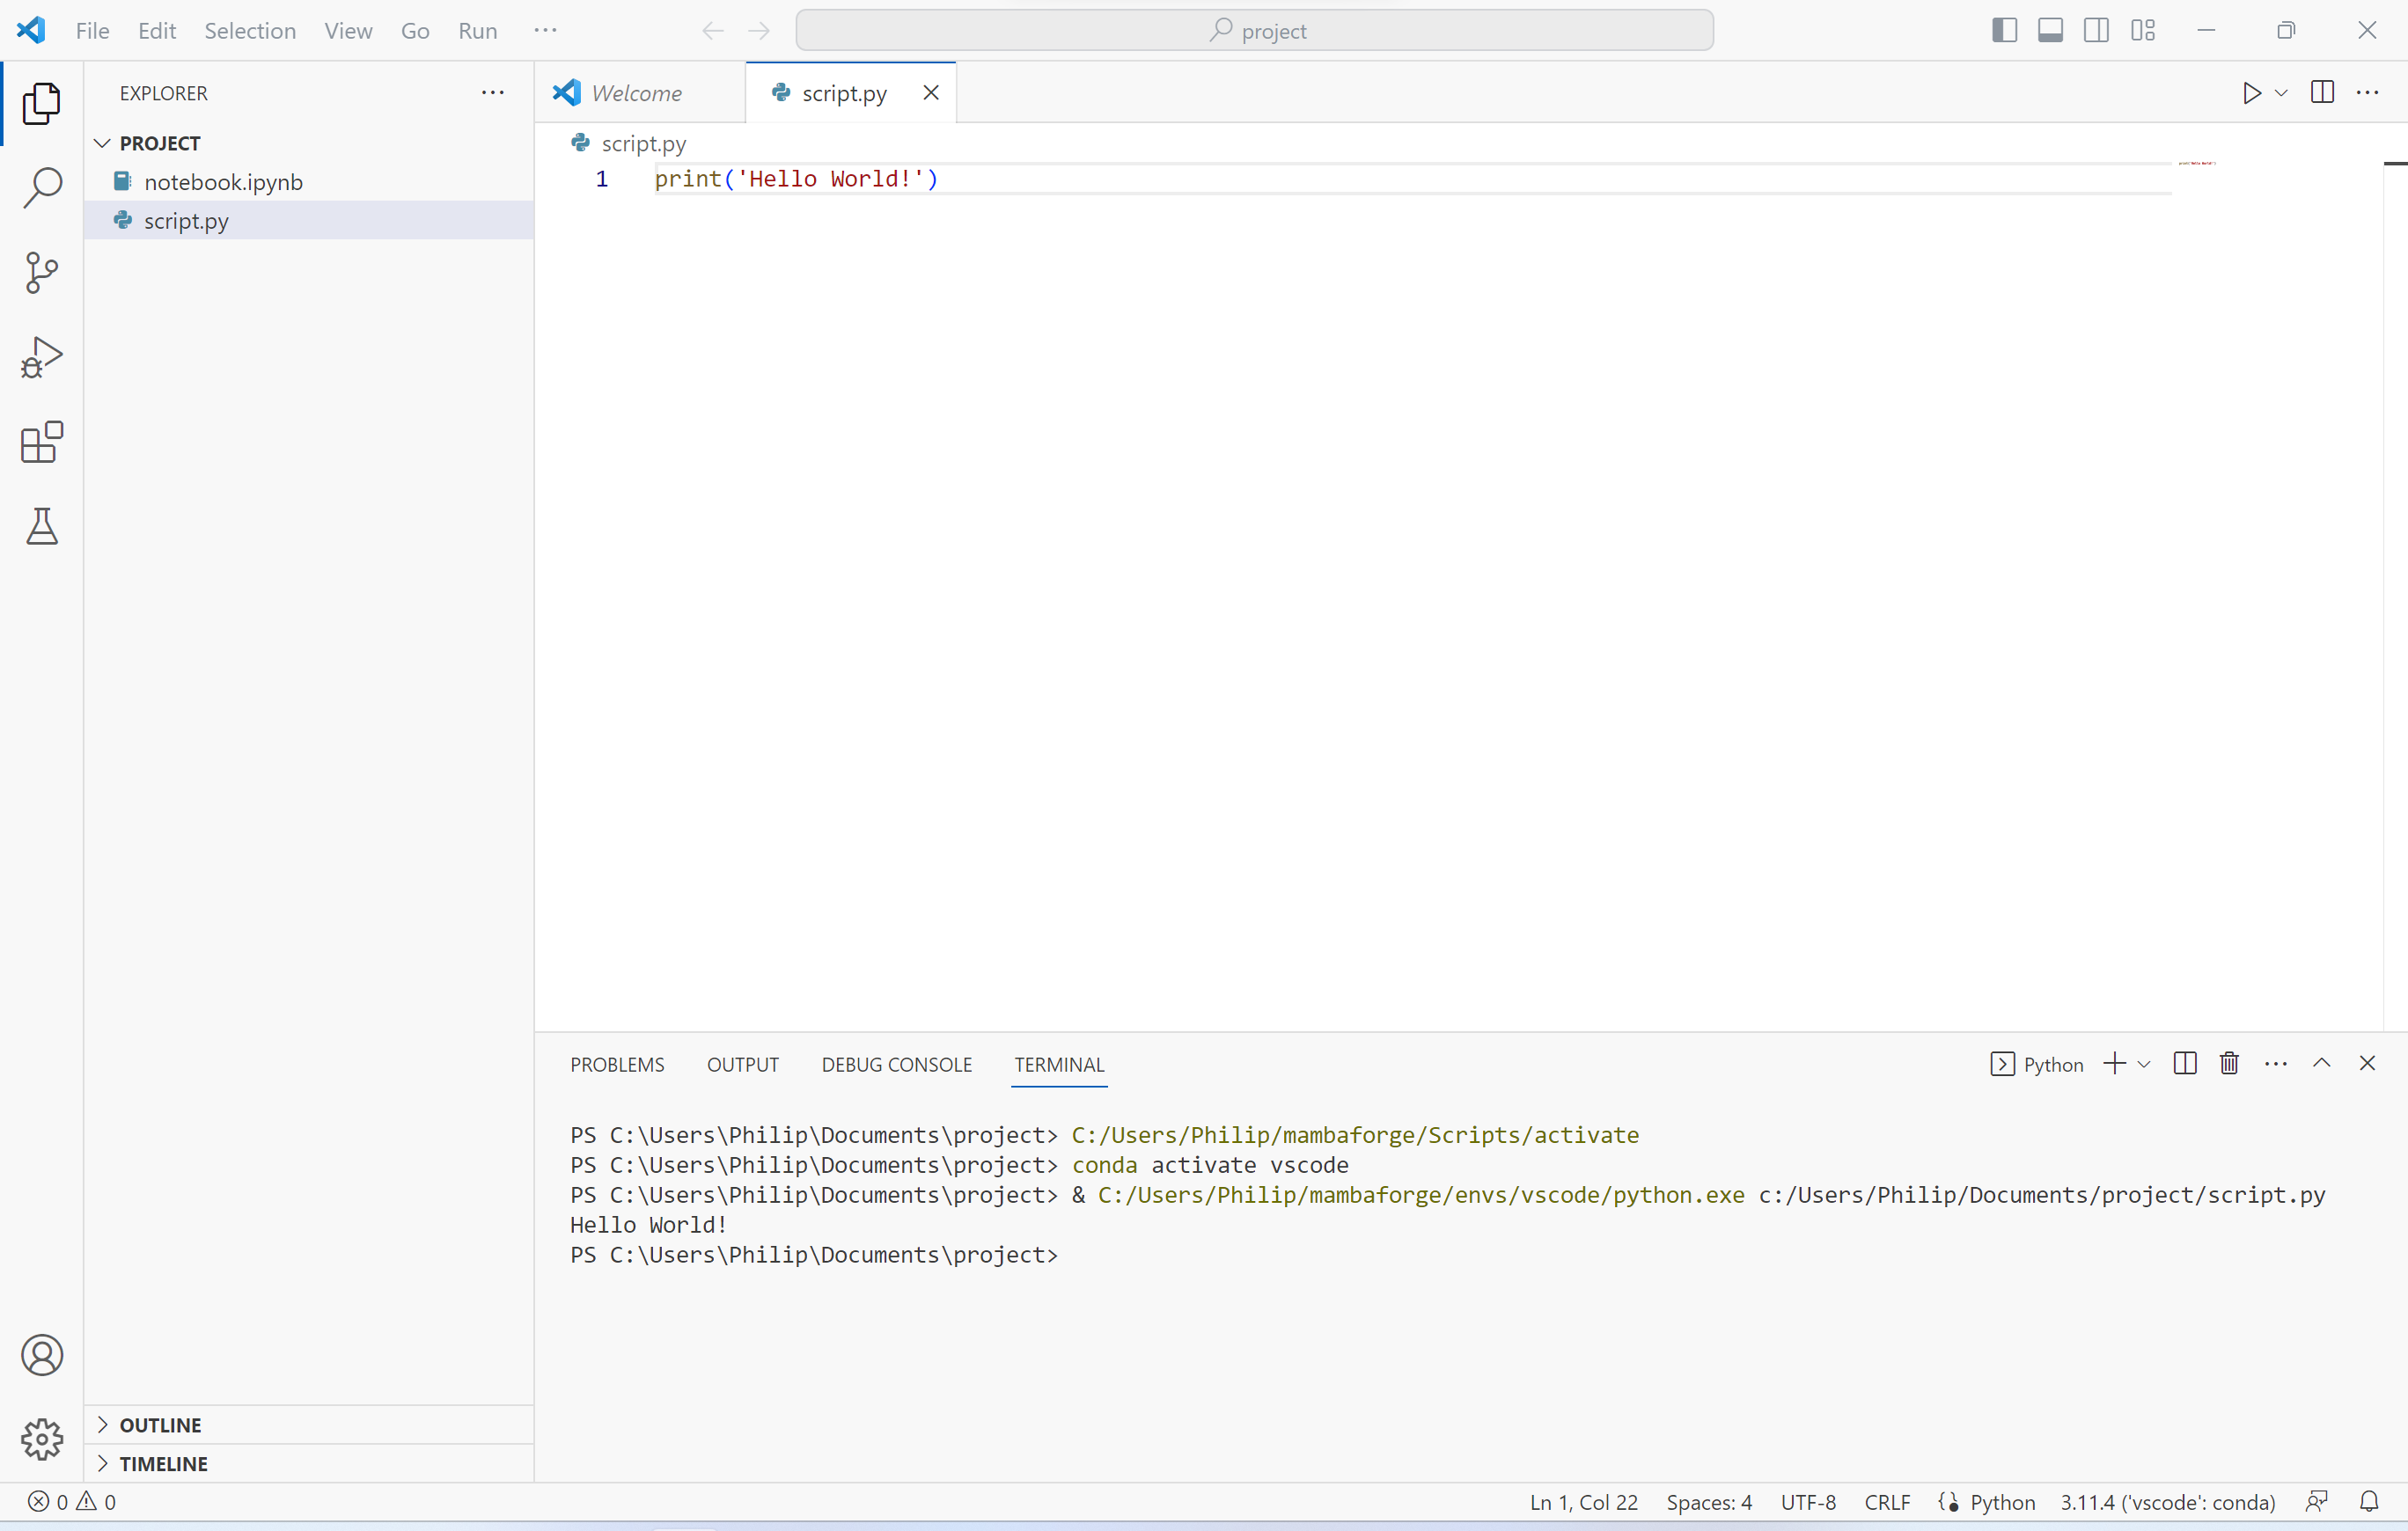 File Edit Selection View Go Run ··· project
EXPLORER
PROJECT
notebook.ipynb
script.py
OUTLINE
TIMELINE
Welcome script.py
script.py
1 print('Hello World!')
PROBLEMS OUTPUT DEBUG CONSOLE TERMINAL Python
PS C:\Users\Philip\Documents\project> C:/Users/Philip/mambaforge/Scripts/activate
PS C:\Users\Philip\Documents\project> conda activate vscode
PS C:\Users\Philip\Documents\project> & C:/Users/Philip/mambaforge/envs/vscode/python.exe c:/Users/Philip/Documents/project/script.py
Hello World!
PS C:\Users\Philip\Documents\project>
0 0 Ln 1, Col 22 Spaces: 4 UTF-8 CRLF Python 3.11.4 ('vscode': conda)